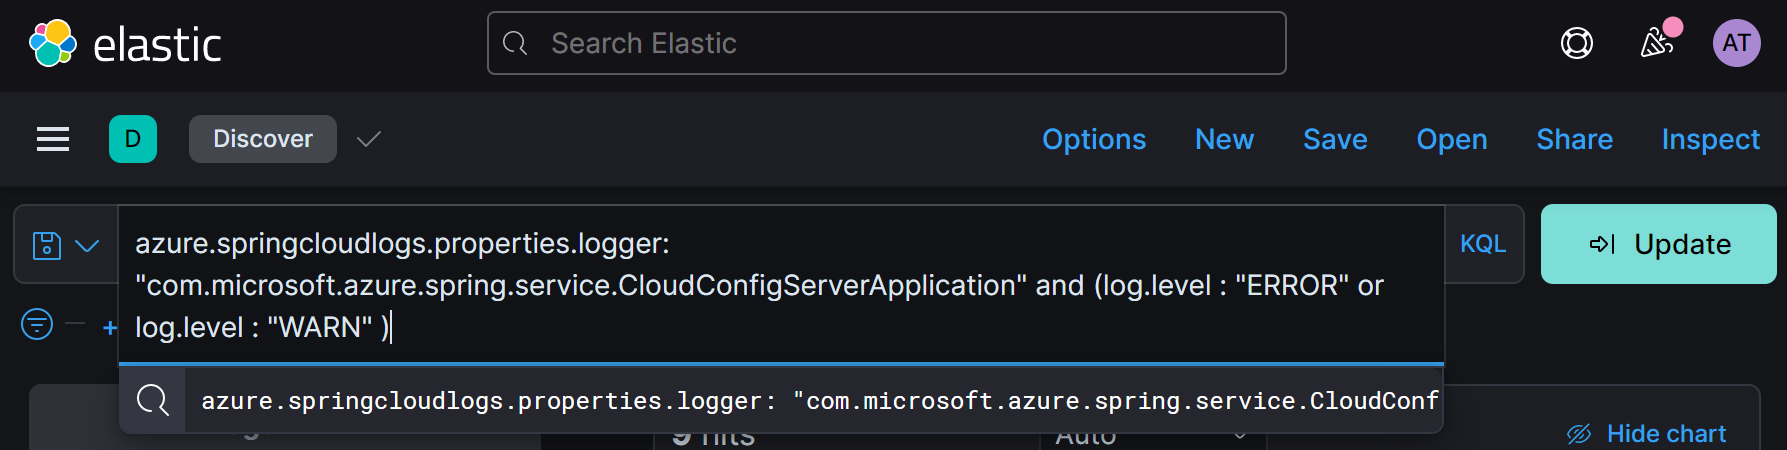 elastic
Search Elastic
AT
D
Discover
Options
New
Save
Open
Share
Inspect
azure.springcloudlogs.properties.logger:
"com.microsoft.azure.spring.service.CloudConfigServerApplication" and (log.level : "ERROR" or
log.level : "WARN" )
KQL
Update
+
azure.springcloudlogs.properties.logger: "com.microsoft.azure.spring.service.CloudConf
9 hits
Auto
Hide chart